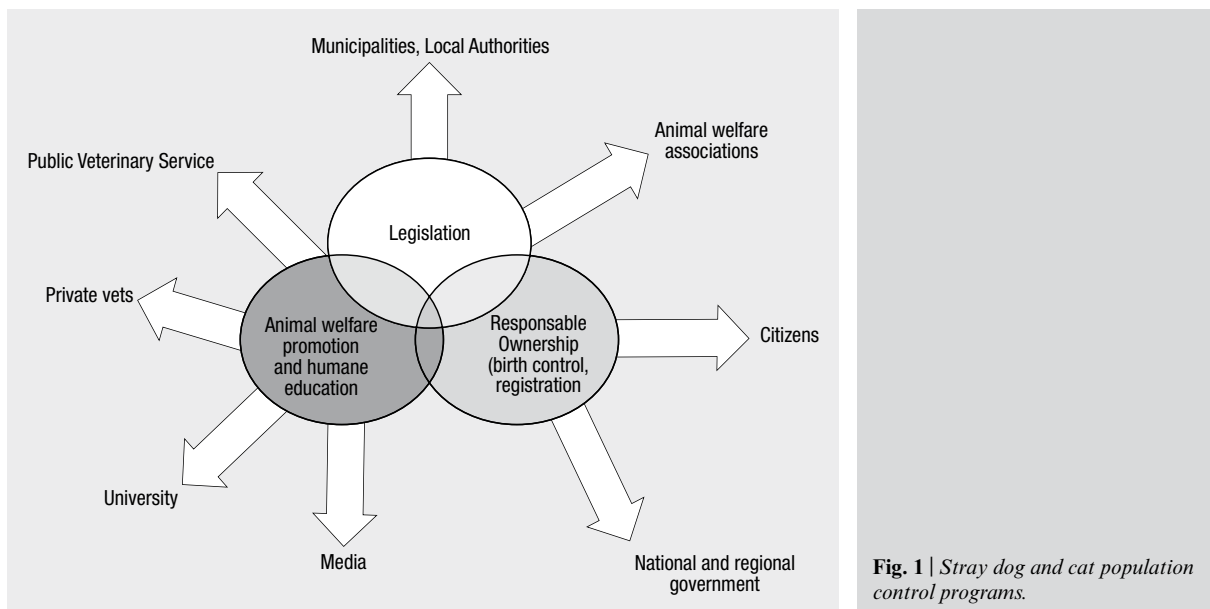 Municipalities, Local Authorities
Animal welfare
associations
Public Veterinary Service
Legislation
Private vets
Animal welfare
promotion
and humane
education
Responsable
Ownership
(birth control,
registration
Citizens
University
Media
National and regional
government
Fig. 1 | Stray dog and cat population
control programs.